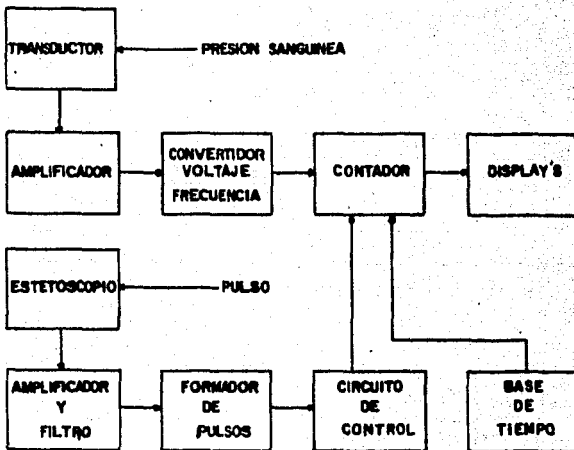 TRANSDUCTOR
PRESION SANGUINEA
AMPLIFICADOR
CONVERTIDOR
VOLTAJE
FRECUENCIA
CONTADOR
DISPLAY'S
ESTETOSCOPIO
PULSO
AMPLIFICADOR
Y
FILTRO
FORMADOR
DE
PULSOS
CIRCUITO
DE
CONTROL
BASE
DE
TIEMPO